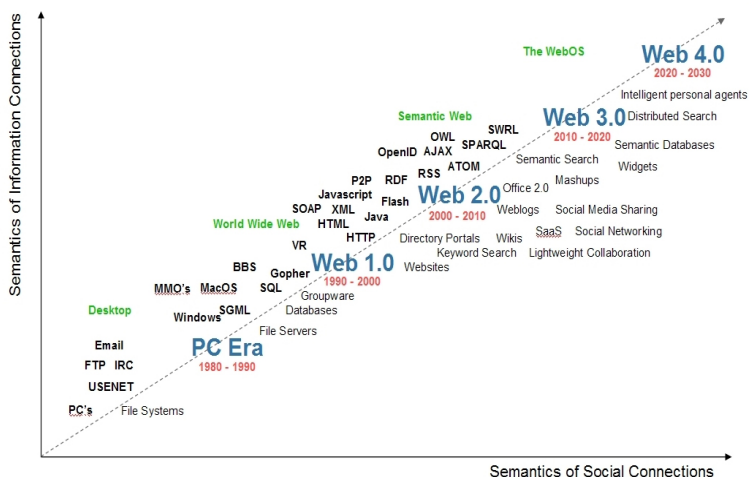 Semantics of Information Connections
The WebOS
Web 4.0
2020 - 2030
Intelligent personal agents
Semantic Web
Web 3.0
2010 - 2020
Distributed Search
SWRL
OWL
SPARQL
OpenID
AJAX
Semantic Databases
ATOM
Semantic Search
Widgets
RSS
P2P
RDF
Mashups
Office 2.0
Javascript
Flash
Web 2.0
2000 - 2010
SOAP
XML
Java
Weblogs
Social Media Sharing
World Wide Web
HTML
SaaS
Social Networking
HTTP
Directory Portals
Wikis
VR
Keyword Search
Lightweight Collaboration
Web 1.0
1990 - 2000
Websites
BBS
Gopher
MMO's
MacOS
SQL
Groupware
Desktop
SGML
Databases
Windows
File Servers
Email
PC Era
1980 - 1990
FTP
IRC
USENET
PC's
File Systems
Semantics of Social Connections